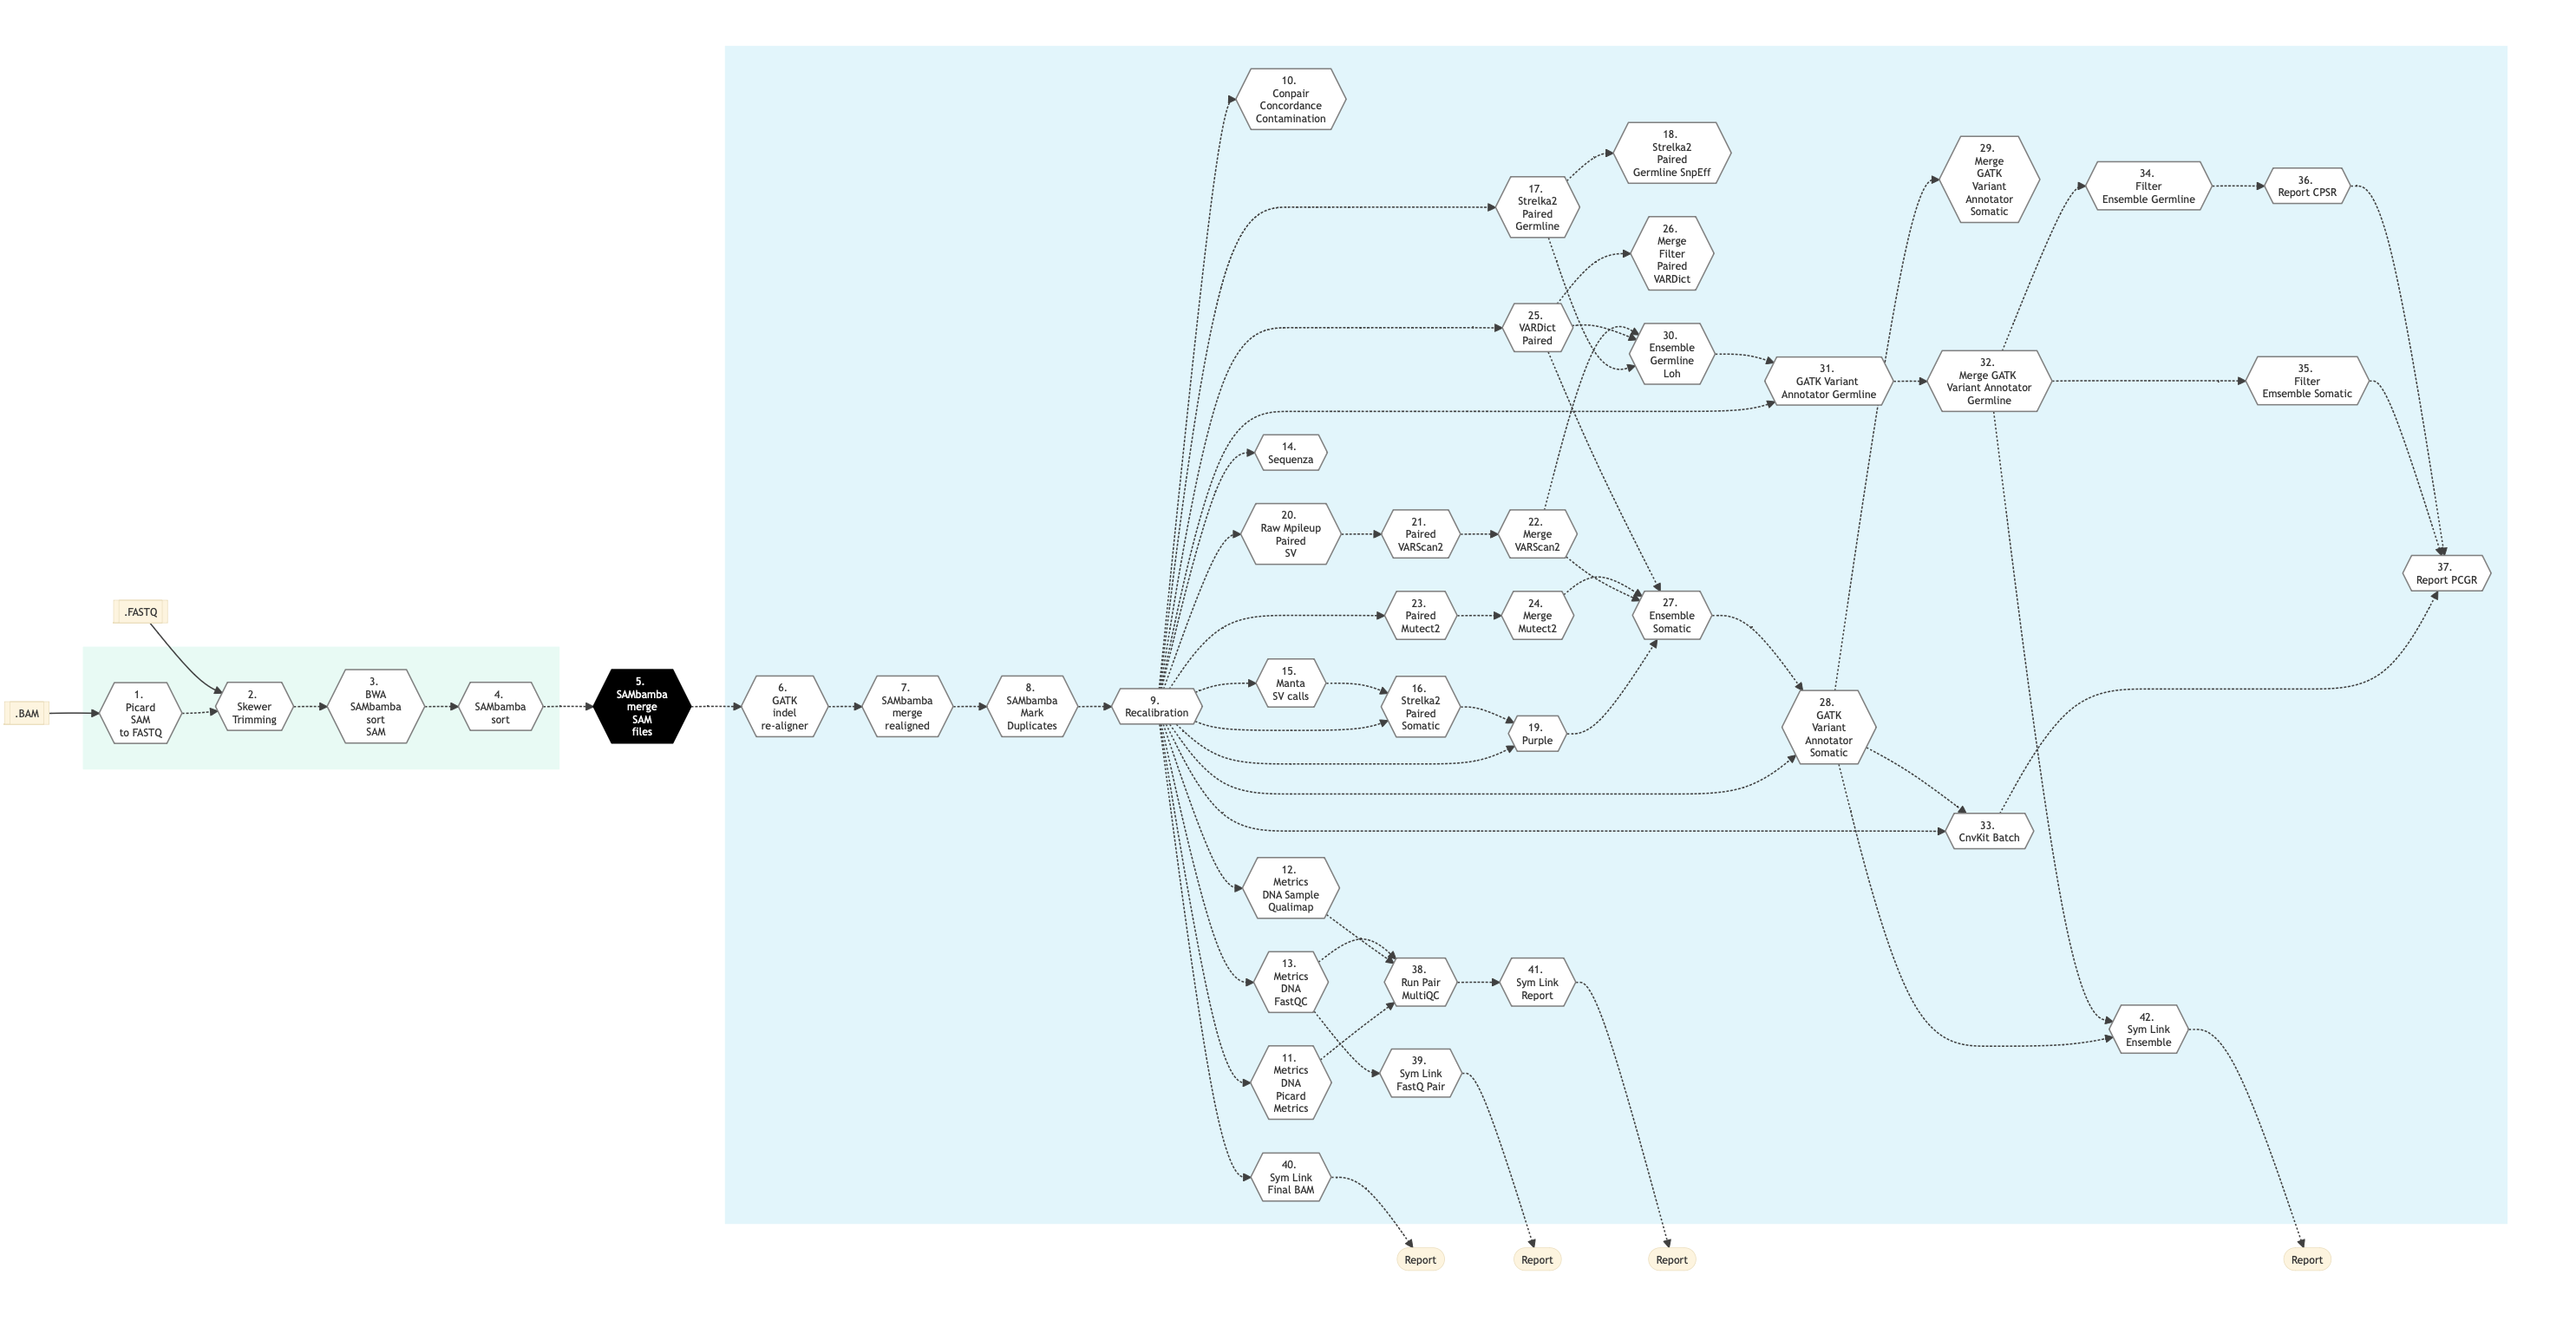 .BAM
.FASTQ
1.
Picard
SAM
to FASTQ
2.
Skewer
Trimming
3.
BWA
SAMbamba
sort
SAM
4.
SAMbamba
sort
5.
SAMbamba
merge
SAM
files
6.
GATK
indel
re-aligner
7.
SAMbamba
merge
realigned
8.
SAMbamba
Mark
Duplicates
9.
Recalibration
10.
Conpair
Concordance
Contamination
14.
Sequenza
20.
Raw Mpileup
Paired
SV
15.
Manta
SV calls
12.
Metrics
DNA Sample
Qualimap
13.
Metrics
DNA
FastQC
11.
Metrics
DNA
Picard
Metrics
40.
Sym Link
Final BAM
21.
Paired
VARScan2
23.
Paired
Mutect2
16.
Strelka2
Paired
Somatic
38.
Run Pair
MultiQC
39.
Sym Link
FastQ Pair
17.
Strelka2
Paired
Germline
25.
VARDict
Paired
22.
Merge
VARScan2
24.
Merge
Mutect2
19.
Purple
41.
Sym Link
Report
18.
Strelka2
Paired
Germline SnpEff
26.
Merge
Filter
Paired
VARDict
30.
Ensemble
Germline
Loh
27.
Ensemble
Somatic
31.
GATK Variant
Annotator Germline
28.
GATK
Variant
Annotator
Somatic
29.
Merge
GATK
Variant
Annotator
Somatic
32.
Merge GATK
Variant Annotator
Germline
33.
CnvKit Batch
34.
Filter
Ensemble Germline
42.
Sym Link
Ensemble
36.
Report CPSR
35.
Filter
Emsemble Somatic
37.
Report PCGR
Report
Report
Report
Report